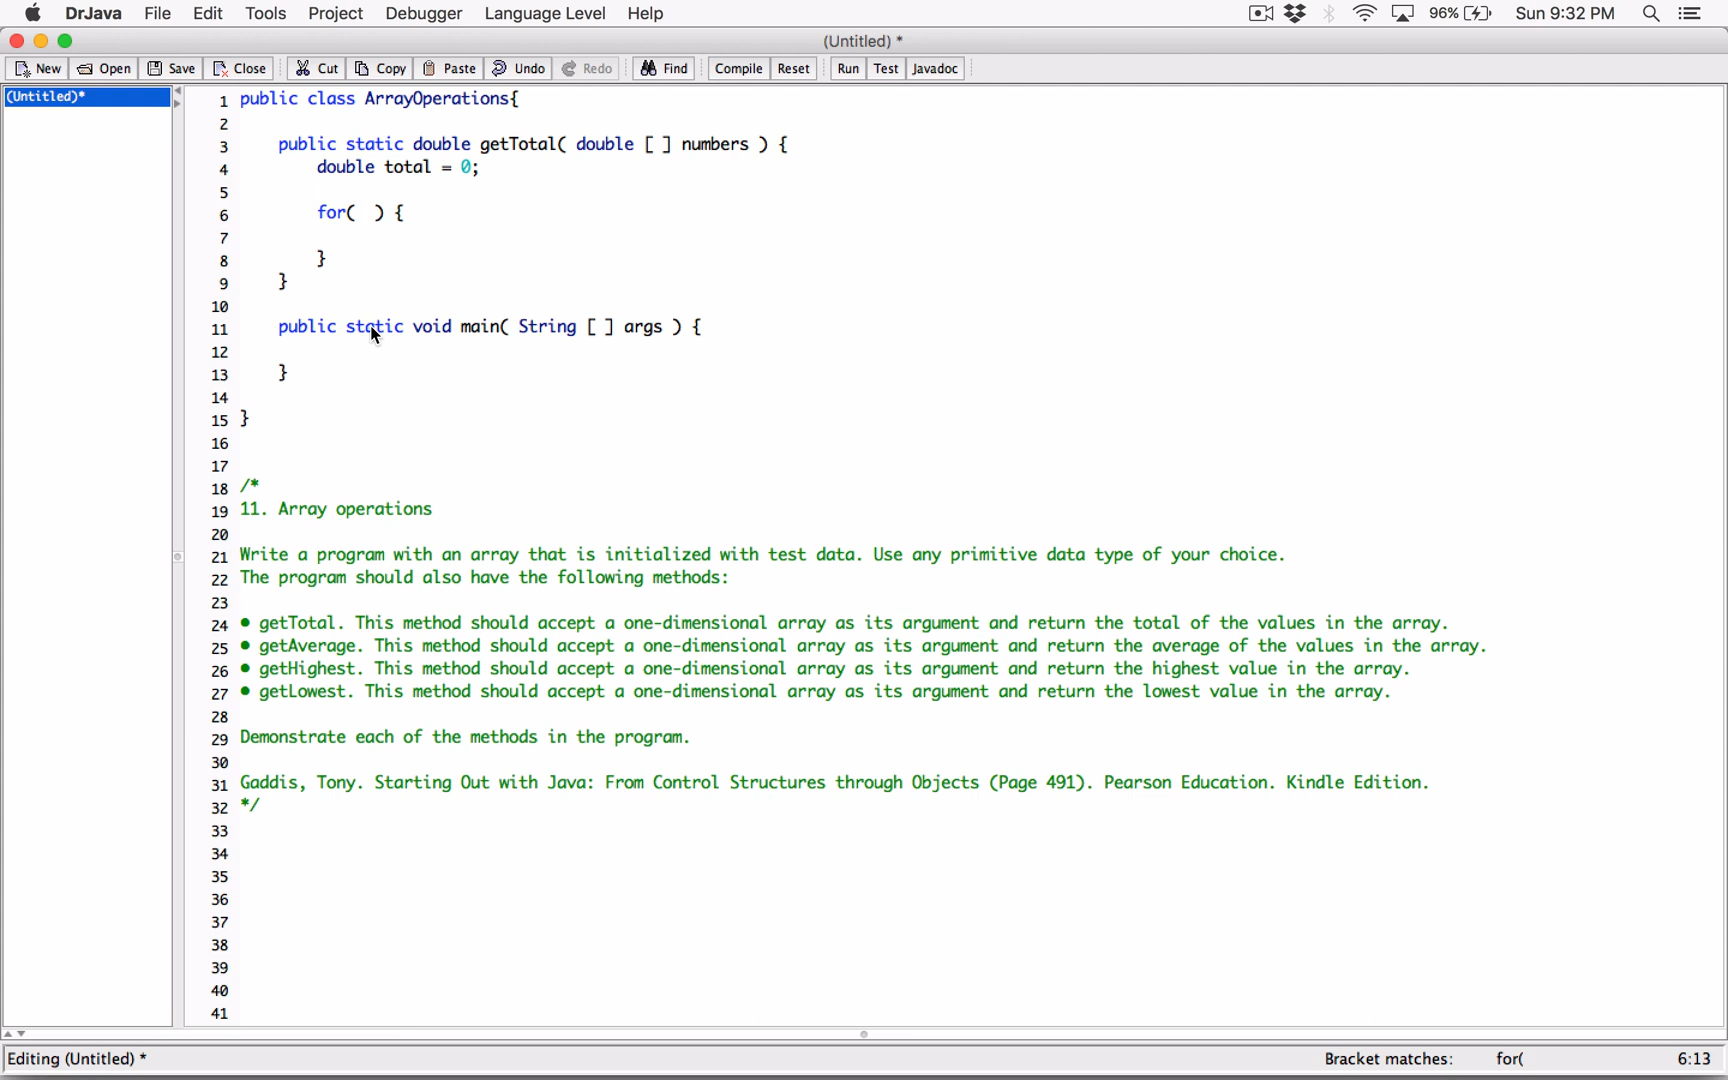 DrJava File Edit Tools Project Debugger Language Level Help 96% Sun 9:32 PM
(Untitled) *
New Open Save Close Cut Copy Paste Undo Redo Find Compile Reset Run Test Javadoc
(Untitled)*
1 public class ArrayOperations{
2
3 public static double getTotal( double [ ] numbers ) {
4 double total = 0;
5
6 for(  ) {
7
8 }
9 }
10
11 public static void main( String [ ] args ) {
12
13 }
14
15 }
16
17
18 /*
19 11. Array operations
20
21 Write a program with an array that is initialized with test data. Use any primitive data type of your choice.
22 The program should also have the following methods:
23
24 • getTotal. This method should accept a one-dimensional array as its argument and return the total of the values in the array.
25 • getAverage. This method should accept a one-dimensional array as its argument and return the average of the values in the array.
26 • getHighest. This method should accept a one-dimensional array as its argument and return the highest value in the array.
27 • getLowest. This method should accept a one-dimensional array as its argument and return the lowest value in the array.
28
29 Demonstrate each of the methods in the program.
30
31 Gaddis, Tony. Starting Out with Java: From Control Structures through Objects (Page 491). Pearson Education. Kindle Edition.
32 */
33
34
35
36
37
38
39
40
41
Editing (Untitled) * Bracket matches: for( 6:13